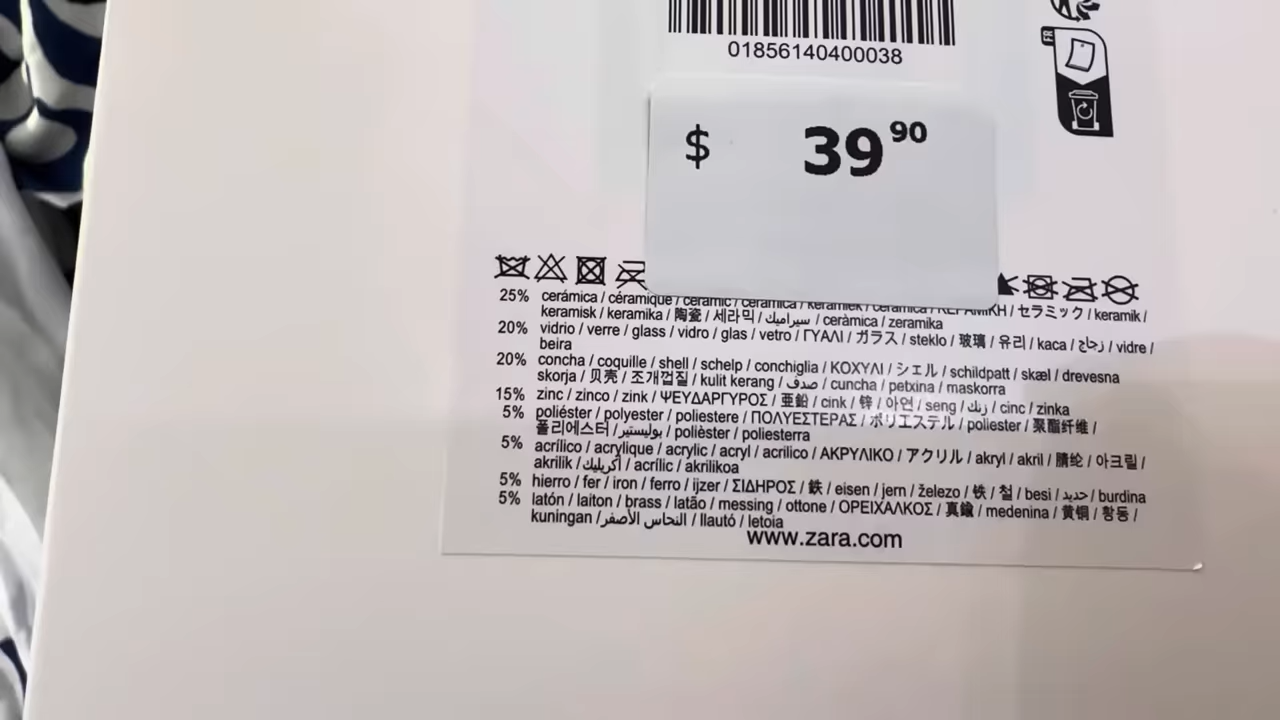 01856140400038
FR
$ 39 90
25% cerámica / céramique / ceramic / ceramica / keramiek / cerâmica / ΚΕΡΑΜΙΚΗ / セラミック / keramik /
keramisk / keramika / 陶瓷 / 세라믹 / سيراميك / ceràmica / zeramika
20% vidrio / verre / glass / vidro / glas / vetro / ΓΥΑΛΙ / ガラス / steklo / 玻璃 / 유리 / kaca / زجاج / vidre /
beira
20% concha / coquille / shell / schelp / conchiglia / ΚΟΧΥΛΙ / シェル / schildpatt / skæl / drevesna
skorja / 贝壳 / 조개껍질 / kulit kerang / صدف / cuncha / petxina / maskorra
15% zinc / zinco / zink / ΨΕΥΔΑΡΓΥΡΟΣ / 亜鉛 / cink / 锌 / 아연 / seng / زنك / cinc / zinka
5% poliéster / polyester / poliestere / ΠΟΛΥΕΣΤΕΡΑΣ / ポリエステル / poliester / 聚酯纤维 /
폴리에스터 / بوليستير / polièster / poliesterra
5% acrílico / acrylique / acrylic / acryl / acrilico / ΑΚΡΥΛΙΚΟ / アクリル / akryl / akril / 腈纶 / 아크릴 /
akrilik / أكريليك / acrílic / akrilikoa
5% hierro / fer / iron / ferro / ijzer / ΣΙΔΗΡΟΣ / 鉄 / eisen / jern / železo / 铁 / 철 / besi / حديد / burdina
5% latón / laiton / brass / latão / messing / ottone / ΟΡΕΙΧΑΛΚΟΣ / 真鍮 / medenina / 黄铜 / 황동 /
kuningan / النحاس الأصفر / llautó / letoia
www.zara.com